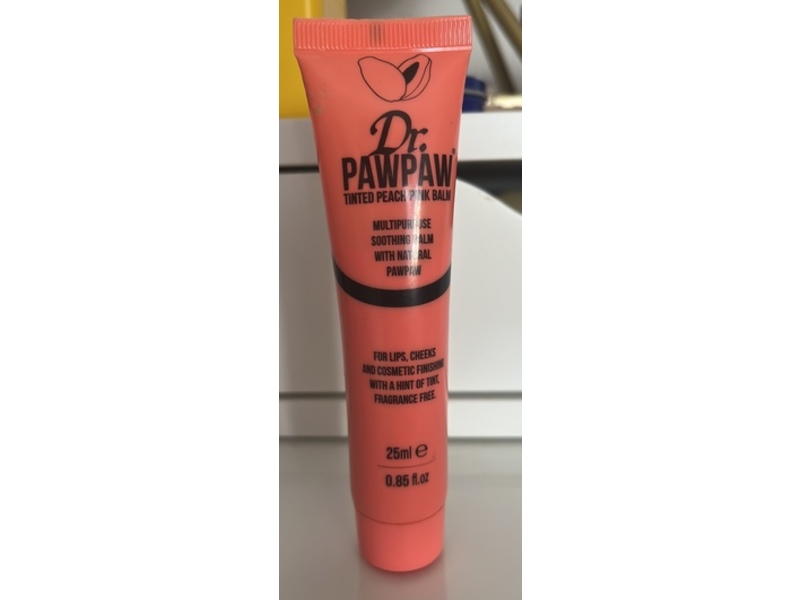 Dr.
PAWPAW
TINTED PEACH PINK BALM
MULTIPURPOSE
SOOTHING BALM
WITH NATURAL
PAWPAW
FOR LIPS, CHEEKS
AND COSMETIC FINISHING
WITH A HINT OF TINT,
FRAGRANCE FREE.
25ml ℮
0.85 fl.oz